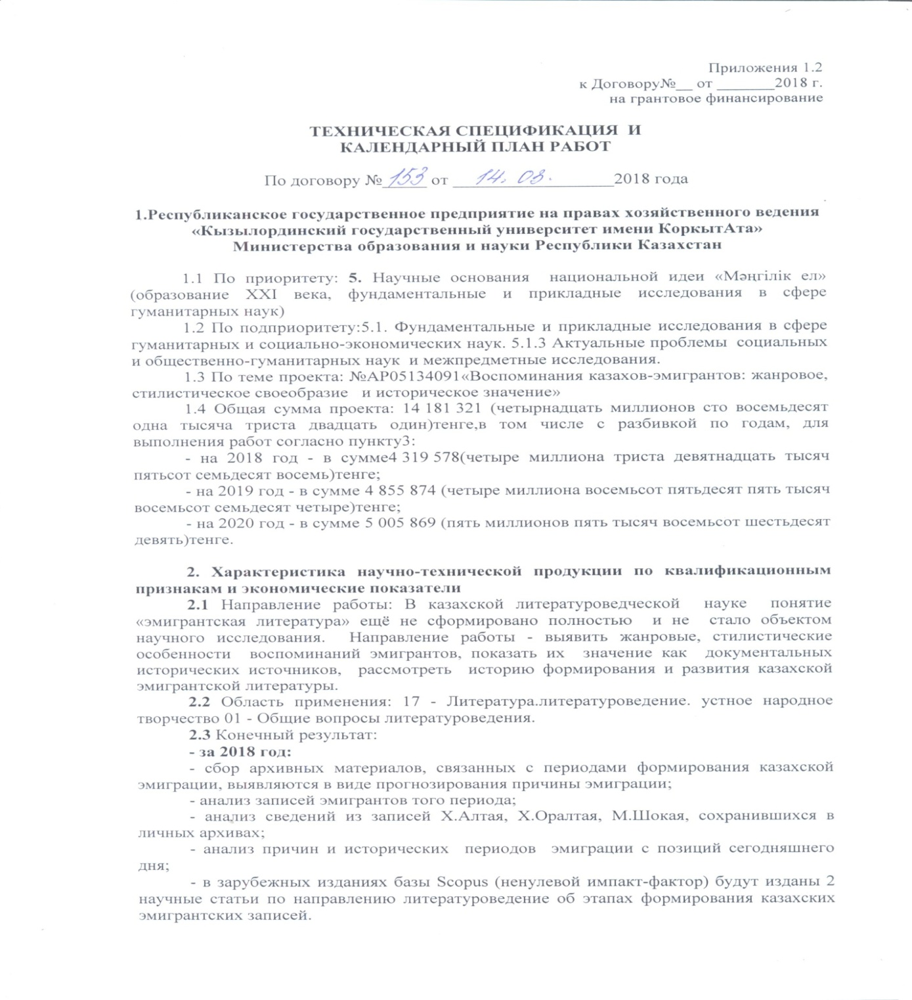 Приложения 1.2
к Договору№__ от ________2018 г.
на грантовое финансирование
ТЕХНИЧЕСКАЯ СПЕЦИФИКАЦИЯ И
КАЛЕНДАРНЫЙ ПЛАН РАБОТ
По договору № 153 от 14. 03. 2018 года
1.Республиканское государственное предприятие на правах хозяйственного ведения
«Кызылординский государственный университет имени КоркытАта»
Министерства образования и науки Республики Казахстан
1.1 По приоритету: 5. Научные основания национальной идеи «Мәңгілік ел»
(образование XXI века, фундаментальные и прикладные исследования в сфере
гуманитарных наук)
1.2 По подприоритету:5.1. Фундаментальные и прикладные исследования в сфере
гуманитарных и социально-экономических наук. 5.1.3 Актуальные проблемы социальных
и общественно-гуманитарных наук и межпредметные исследования.
1.3 По теме проекта: №АР05134091«Воспоминания казахов-эмигрантов: жанровое,
стилистическое своеобразие и историческое значение»
1.4 Общая сумма проекта: 14 181 321 (четырнадцать миллионов сто восемьдесят
одна тысяча триста двадцать один)тенге,в том числе с разбивкой по годам, для
выполнения работ согласно пункту3:
- на 2018 год - в сумме4 319 578(четыре миллиона триста девятнадцать тысяч
пятьсот семьдесят восемь)тенге;
- на 2019 год - в сумме 4 855 874 (четыре миллиона восемьсот пятьдесят пять тысяч
восемьсот семьдесят четыре)тенге;
- на 2020 год - в сумме 5 005 869 (пять миллионов пять тысяч восемьсот шестьдесят
девять)тенге.
2. Характеристика научно-технической продукции по квалификационным
признакам и экономические показатели
2.1 Направление работы: В казахской литературоведческой науке понятие
«эмигрантская литература» ещё не сформировано полностью и не стало объектом
научного исследования. Направление работы - выявить жанровые, стилистические
особенности воспоминаний эмигрантов, показать их значение как документальных
исторических источников, рассмотреть историю формирования и развития казахской
эмигрантской литературы.
2.2 Область применения: 17 - Литература.литературоведение. устное народное
творчество 01 - Общие вопросы литературоведения.
2.3 Конечный результат:
- за 2018 год:
- сбор архивных материалов, связанных с периодами формирования казахской
эмиграции, выявляются в виде прогнозирования причины эмиграции;
- анализ записей эмигрантов того периода;
- анализ сведений из записей Х.Алтая, Х.Оралтая, М.Шокая, сохранившихся в
личных архивах;
- анализ причин и исторических периодов эмиграции с позиций сегодняшнего
дня;
- в зарубежных изданиях базы Scopus (ненулевой импакт-фактор) будут изданы 2
научные статьи по направлению литературоведение об этапах формирования казахских
эмигрантских записей.